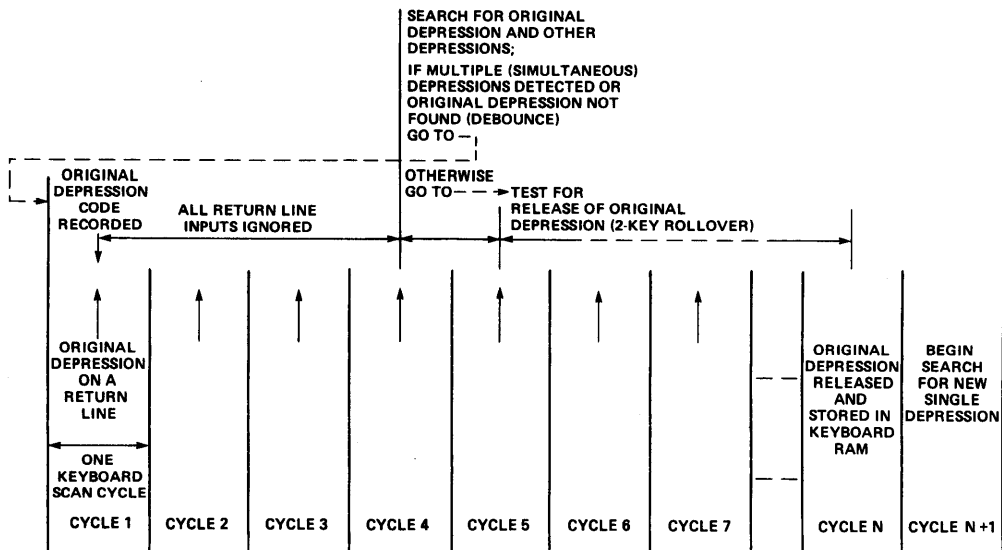 SEARCH FOR ORIGINAL
DEPRESSION AND OTHER
DEPRESSIONS;
IF MULTIPLE (SIMULTANEOUS)
DEPRESSIONS DETECTED OR
ORIGINAL DEPRESSION NOT
FOUND (DEBOUNCE)
GO TO
OTHERWISE
GO TO
TEST FOR
RELEASE OF ORIGINAL
DEPRESSION (2-KEY ROLLOVER)
ORIGINAL
DEPRESSION
CODE
RECORDED
ALL RETURN LINE
INPUTS IGNORED
ORIGINAL
DEPRESSION
ON A
RETURN
LINE
ONE
KEYBOARD
SCAN CYCLE
ORIGINAL
DEPRESSION
RELEASED
AND
STORED IN
KEYBOARD
RAM
BEGIN
SEARCH
FOR NEW
SINGLE
DEPRESSION
CYCLE 1
CYCLE 2
CYCLE 3
CYCLE 4
CYCLE 5
CYCLE 6
CYCLE 7
CYCLE N
CYCLE N +1